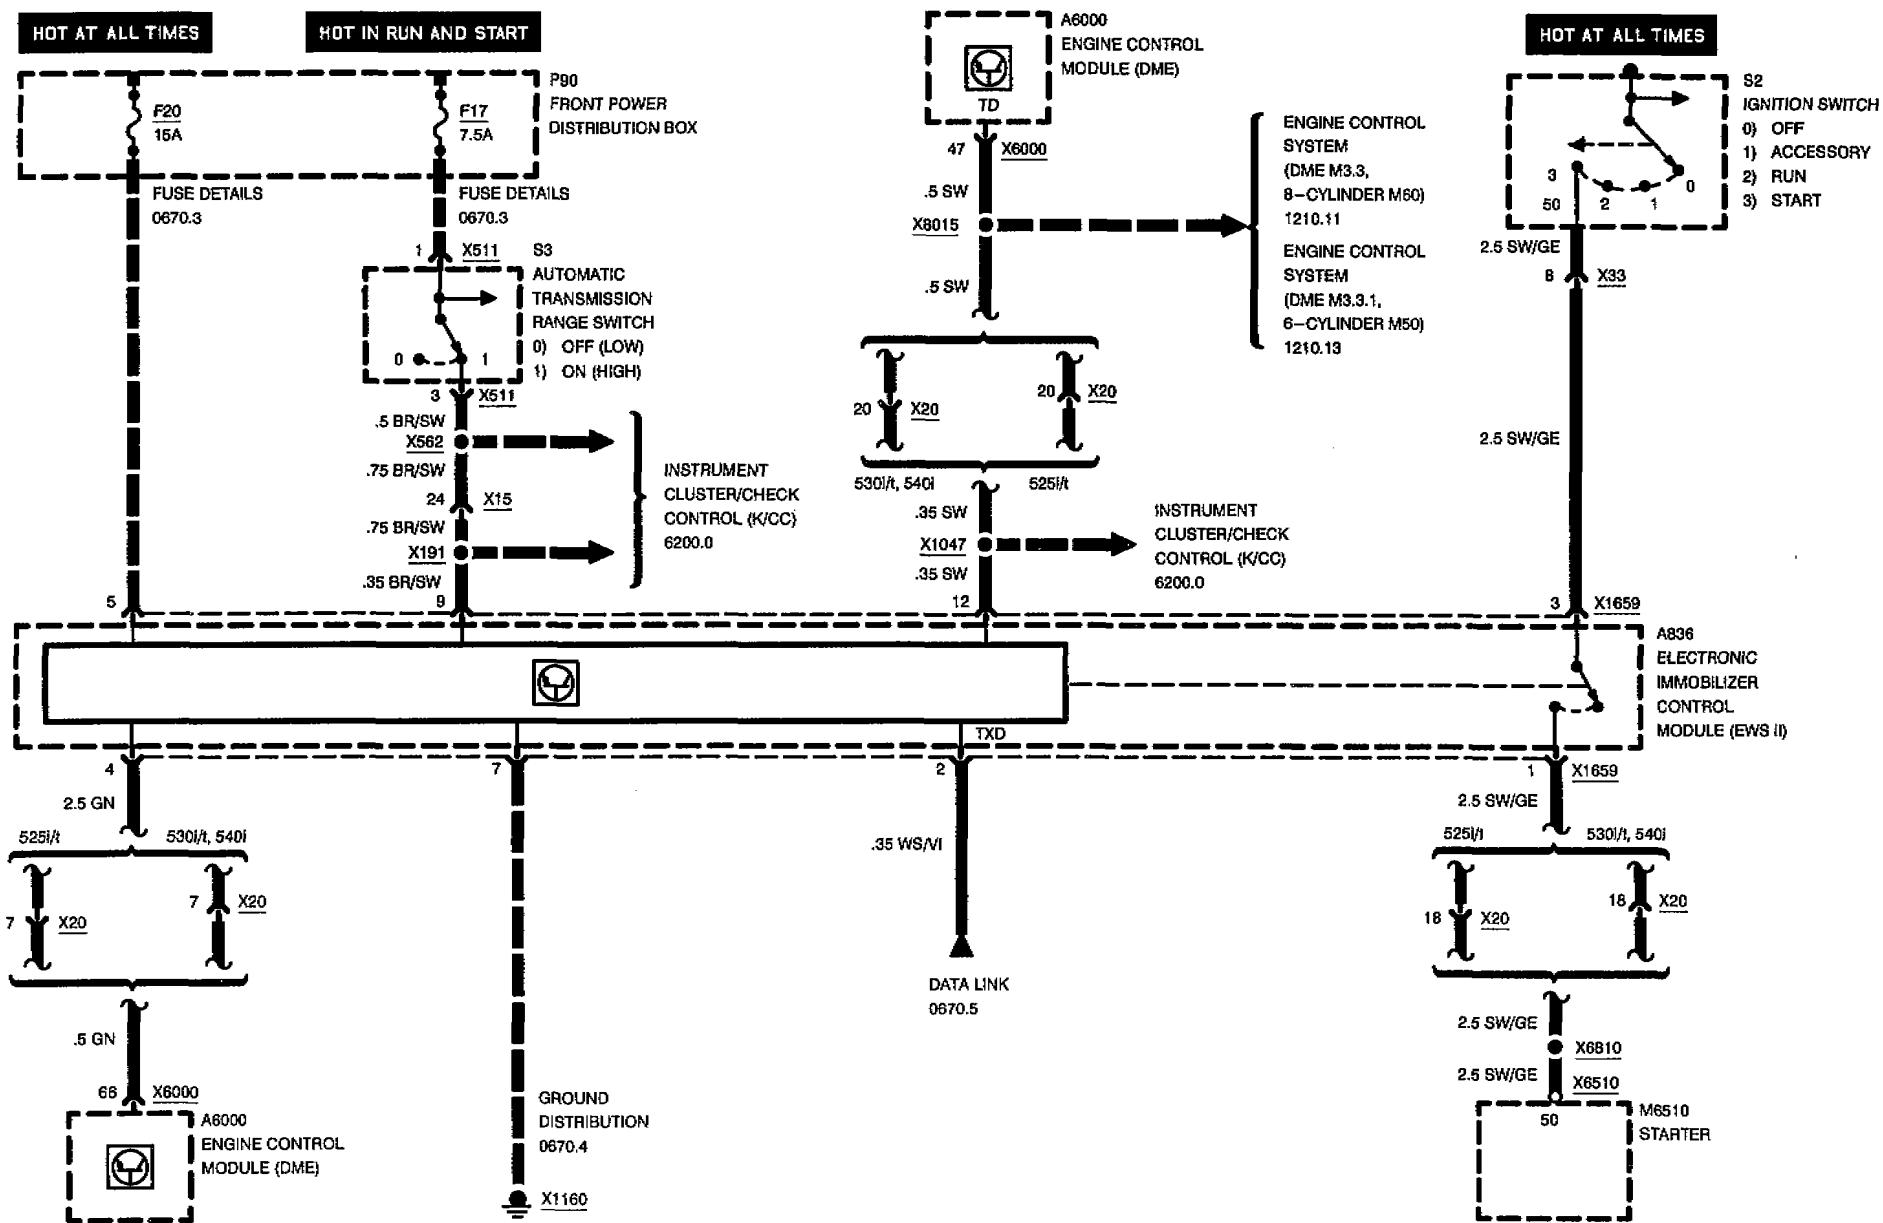 HOT AT ALL TIMES
HOT IN RUN AND START
A6000
ENGINE CONTROL
MODULE (DME)
TD
HOT AT ALL TIMES
P90
FRONT POWER
DISTRIBUTION BOX
F20
15A
F17
7.5A
FUSE DETAILS
0670.3
FUSE DETAILS
0670.3
1
X511
S3
AUTOMATIC
TRANSMISSION
RANGE SWITCH
0) OFF (LOW)
1) ON (HIGH)
0
1
3
X511
.5 BR/SW
X562
.75 BR/SW
24
X15
.75 BR/SW
X191
.35 BR/SW
INSTRUMENT
CLUSTER/CHECK
CONTROL (K/CC)
6200.0
47
X6000
.5 SW
X8015
.5 SW
ENGINE CONTROL
SYSTEM
(DME M3.3,
8-CYLINDER M60)
1210.11
ENGINE CONTROL
SYSTEM
(DME M3.3.1,
6-CYLINDER M50)
1210.13
20
X20
20
X20
530i/t, 540i
525i/t
.35 SW
X1047
.35 SW
INSTRUMENT
CLUSTER/CHECK
CONTROL (K/CC)
6200.0
S2
IGNITION SWITCH
0) OFF
1) ACCESSORY
2) RUN
3) START
3
0
50
2
1
2.5 SW/GE
8
X33
2.5 SW/GE
5
9
12
3
X1659
A836
ELECTRONIC
IMMOBILIZER
CONTROL
MODULE (EWS II)
TXD
4
7
2
1
X1659
2.5 GN
525i/t
530i/t, 540i
7
X20
7
X20
.5 GN
66
X6000
A6000
ENGINE CONTROL
MODULE (DME)
GROUND
DISTRIBUTION
0670.4
X1160
.35 WS/VI
DATA LINK
0670.5
2.5 SW/GE
525i/t
530i/t, 540i
18
X20
18
X20
2.5 SW/GE
X6810
2.5 SW/GE
X6510
50
M6510
STARTER